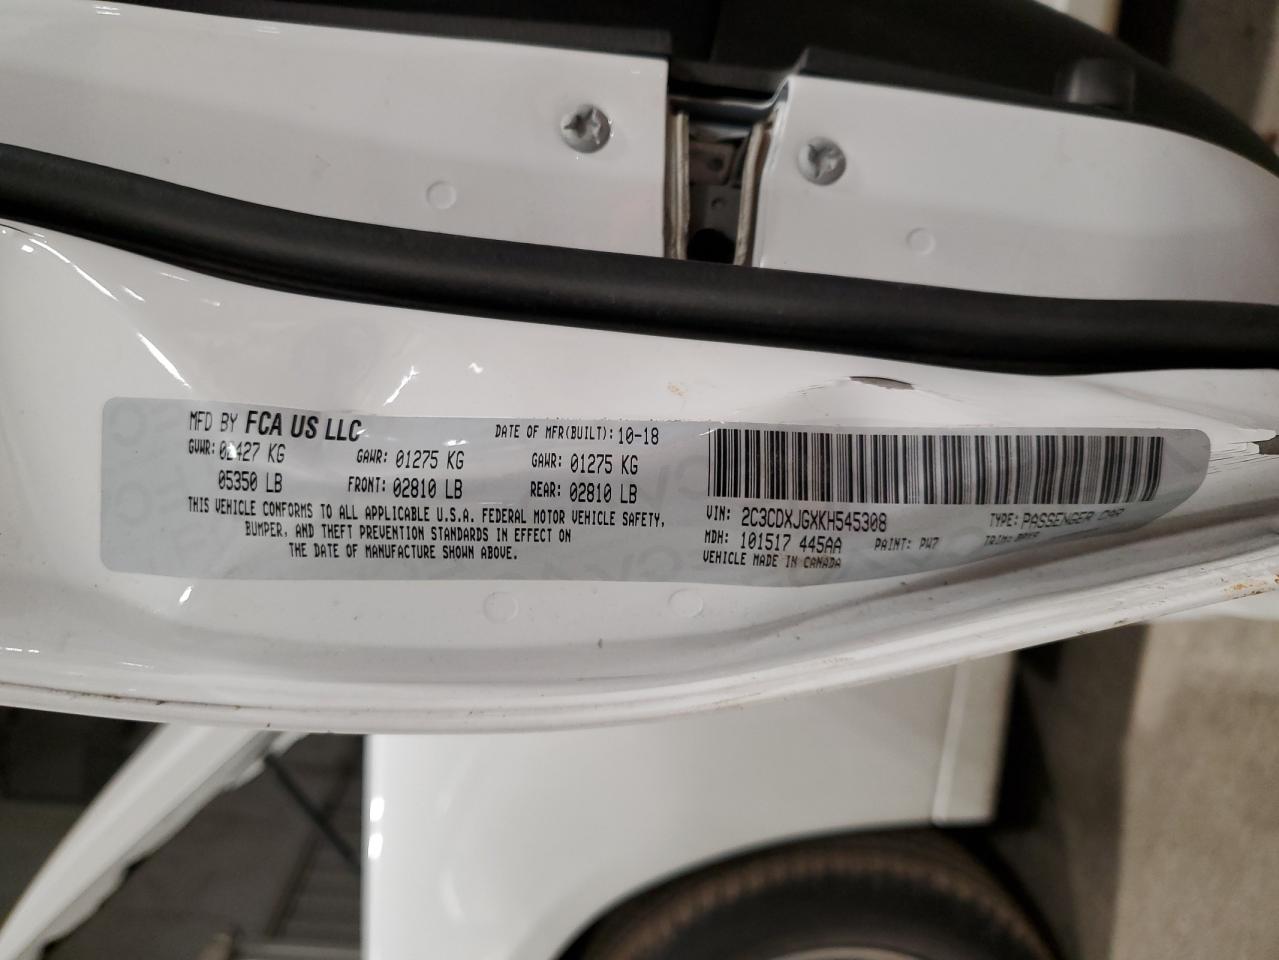 MFD BY FCA US LLC
DATE OF MFR(BUILT): 10-18
GVWR: 02427 KG GAWR: 01275 KG GAWR: 01275 KG
05350 LB FRONT: 02810 LB REAR: 02810 LB
THIS VEHICLE CONFORMS TO ALL APPLICABLE U.S.A. FEDERAL MOTOR VEHICLE SAFETY,
BUMPER, AND THEFT PREVENTION STANDARDS IN EFFECT ON
THE DATE OF MANUFACTURE SHOWN ABOVE.
VIN: 2C3CDXJGXKH545308 TYPE: PASSENGER CAR
MDH: 101517 445AA PAINT: PW7 TRIM:
VEHICLE MADE IN CANADA